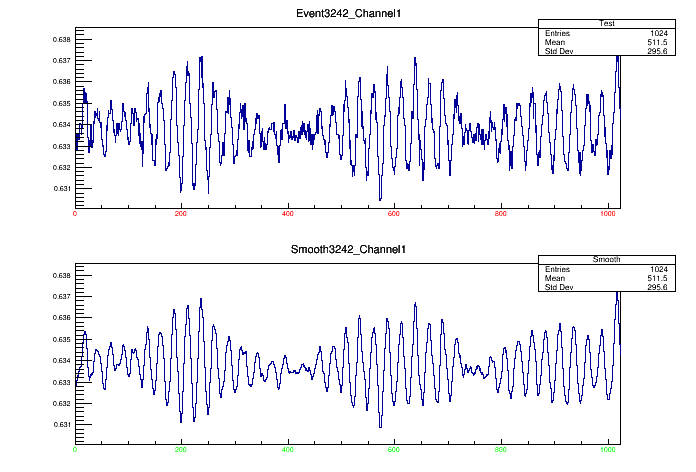 Event3242_Channel1
Test
Entries 1024
Mean 511.5
Std Dev 295.6
0.638
0.637
0.636
0.635
0.634
0.633
0.632
0.631
0 200 400 600 800 1000
Smooth3242_Channel1
Smooth
Entries 1024
Mean 511.5
Std Dev 295.6
0.638
0.637
0.636
0.635
0.634
0.633
0.632
0.631
0 200 400 600 800 1000